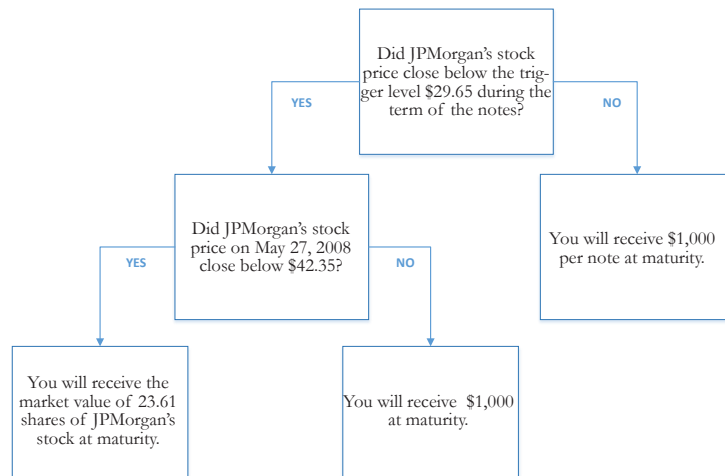 Did JPMorgan's stock
price close below the trig-
ger level $29.65 during the
term of the notes?
YES
NO
Did JPMorgan's stock
price on May 27, 2008
close below $42.35?
You will receive $1,000
per note at maturity.
YES
NO
You will receive the
market value of 23.61
shares of JPMorgan's
stock at maturity.
You will receive $1,000
at maturity.